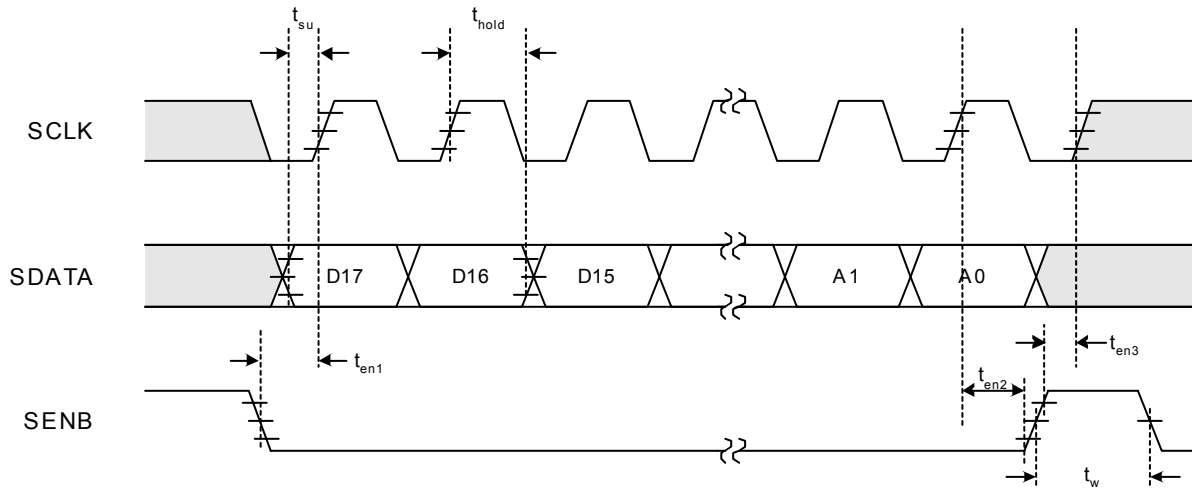 tsu
thold
SCLK
SDATA
D17
D16
D15
A1
A0
ten1
ten3
ten2
SENB
tw